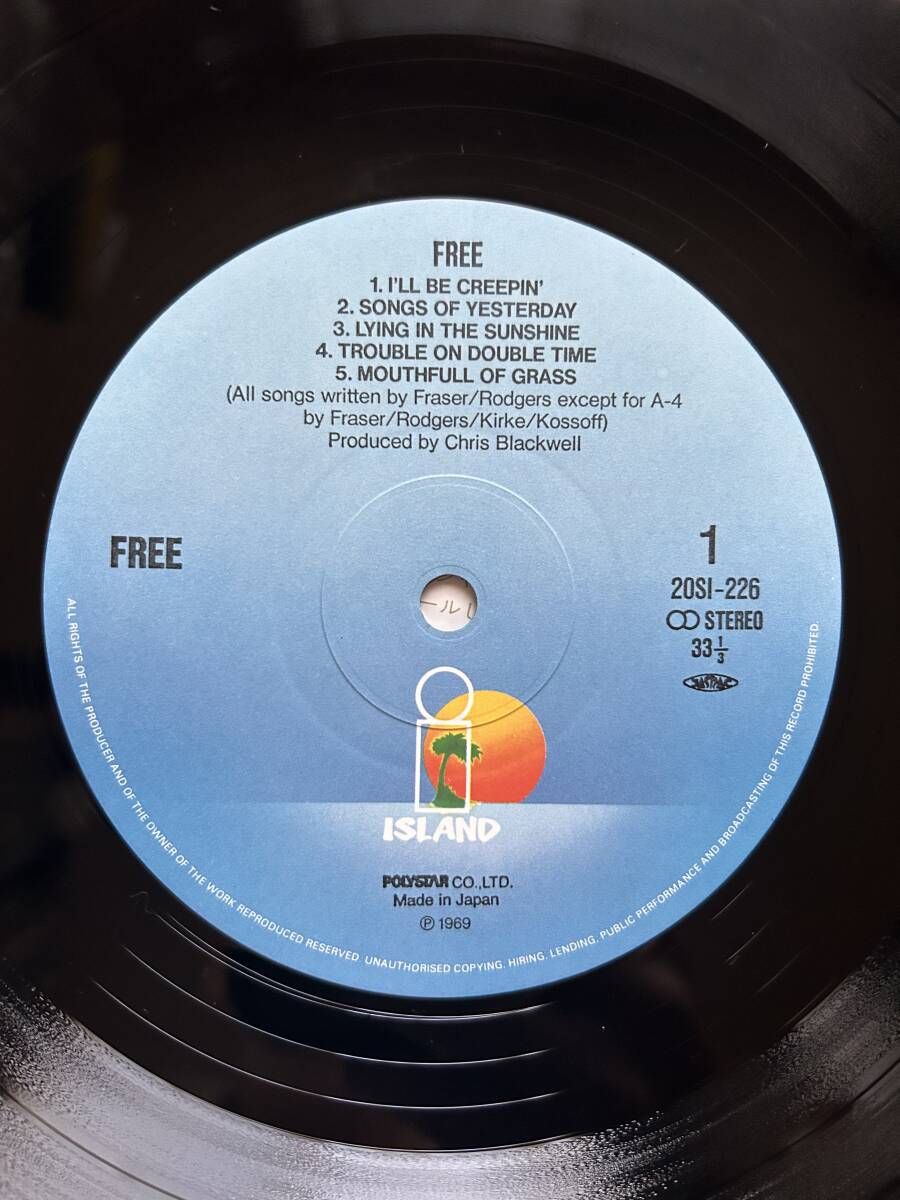 FREE
1. I'LL BE CREEPIN'
2. SONGS OF YESTERDAY
3. LYING IN THE SUNSHINE
4. TROUBLE ON DOUBLE TIME
5. MOUTHFULL OF GRASS
(All songs written by Fraser/Rodgers except for A-4
by Fraser/Rodgers/Kirke/Kossoff)
Produced by Chris Blackwell
FREE
1
20SI-226
STEREO
33 1/3
JASRAC
ールし
ISLAND
POLYSTAR CO.,LTD.
Made in Japan
℗ 1969
ALL RIGHTS OF THE PRODUCER AND OF THE OWNER OF THE WORK REPRODUCED RESERVED. UNAUTHORISED COPYING. HIRING. LENDING. PUBLIC PERFORMANCE AND BROADCASTING OF THIS RECORD PROHIBITED.